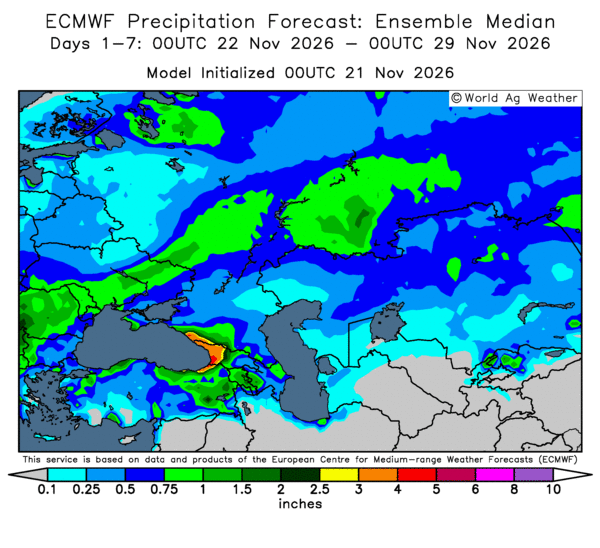 ECMWF Precipitation Forecast: Ensemble Median
Days 1-7: 00UTC 22 Nov 2026 – 00UTC 29 Nov 2026
Model Initialized 00UTC 21 Nov 2026
© World Ag Weather
This service is based on data and products of the European Centre for Medium-range Weather Forecasts (ECMWF)
0.1 0.25 0.5 0.75 1 1.5 2 2.5 3 4 5 6 8 10
inches